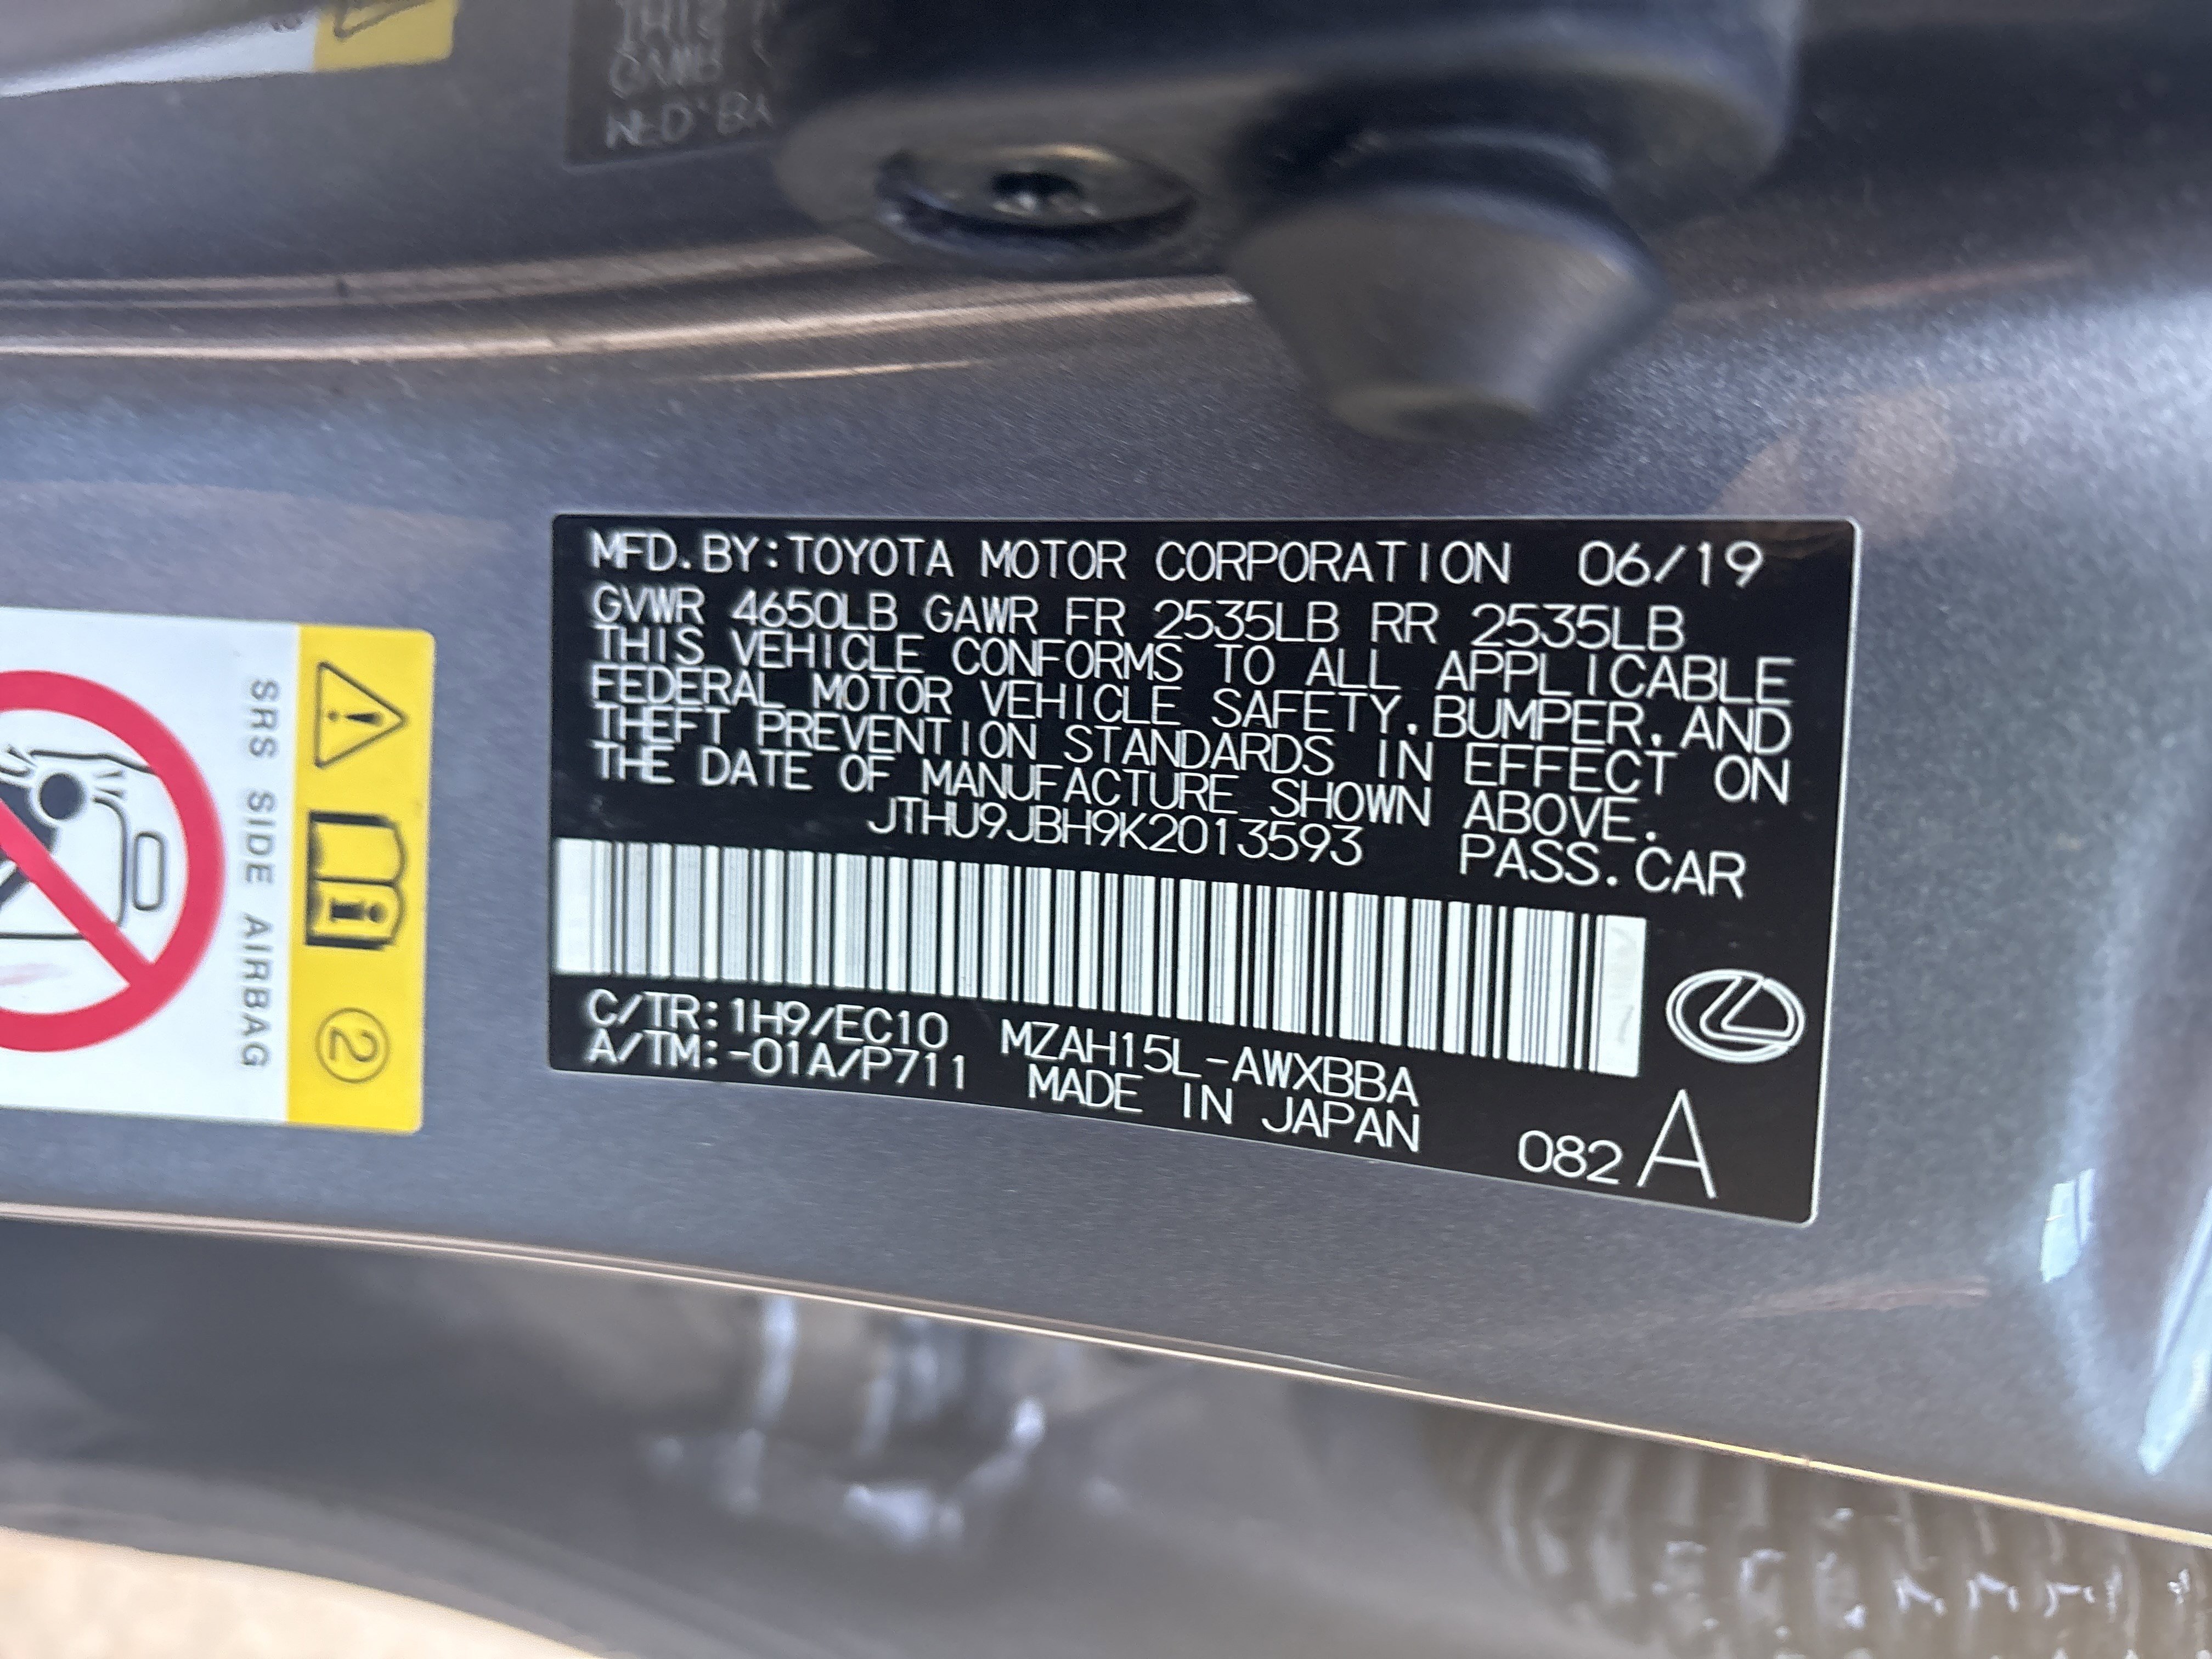 MFD.BY:TOYOTA MOTOR CORPORATION 06/19
GVWR 4650LB GAWR FR 2535LB RR 2535LB
THIS VEHICLE CONFORMS TO ALL APPLICABLE
FEDERAL MOTOR VEHICLE SAFETY,BUMPER,AND
THEFT PREVENTION STANDARDS IN EFFECT ON
THE DATE OF MANUFACTURE SHOWN ABOVE.
JTHU9JBH9K2013593 PASS.CAR
C/TR:1H9/EC10 MZAH15L-AWXBBA
A/TM:-01A/P711 MADE IN JAPAN
082 A
SRS SIDE AIRBAG
2